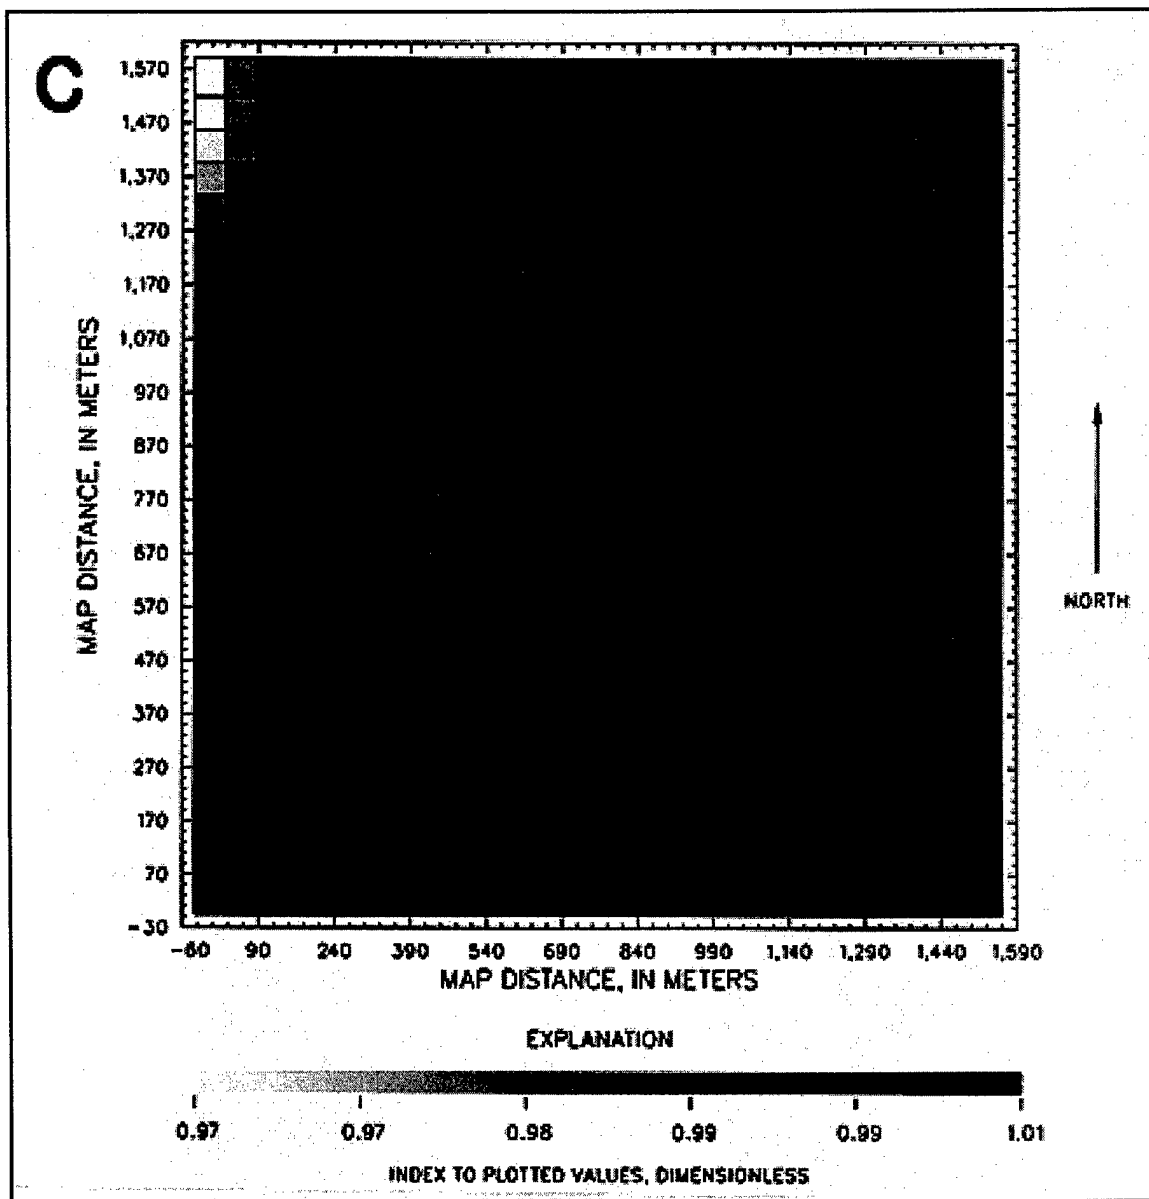 C
1,570
1,470
1,370
1,270
1,170
1,070
970
870
770
670
570
470
370
270
170
70
-30
MAP DISTANCE, IN METERS
NORTH
-60 90 240 390 540 690 840 990 1,140 1,290 1,440 1,590
MAP DISTANCE, IN METERS
EXPLANATION
0.97 0.97 0.98 0.99 0.99 1.01
INDEX TO PLOTTED VALUES, DIMENSIONLESS